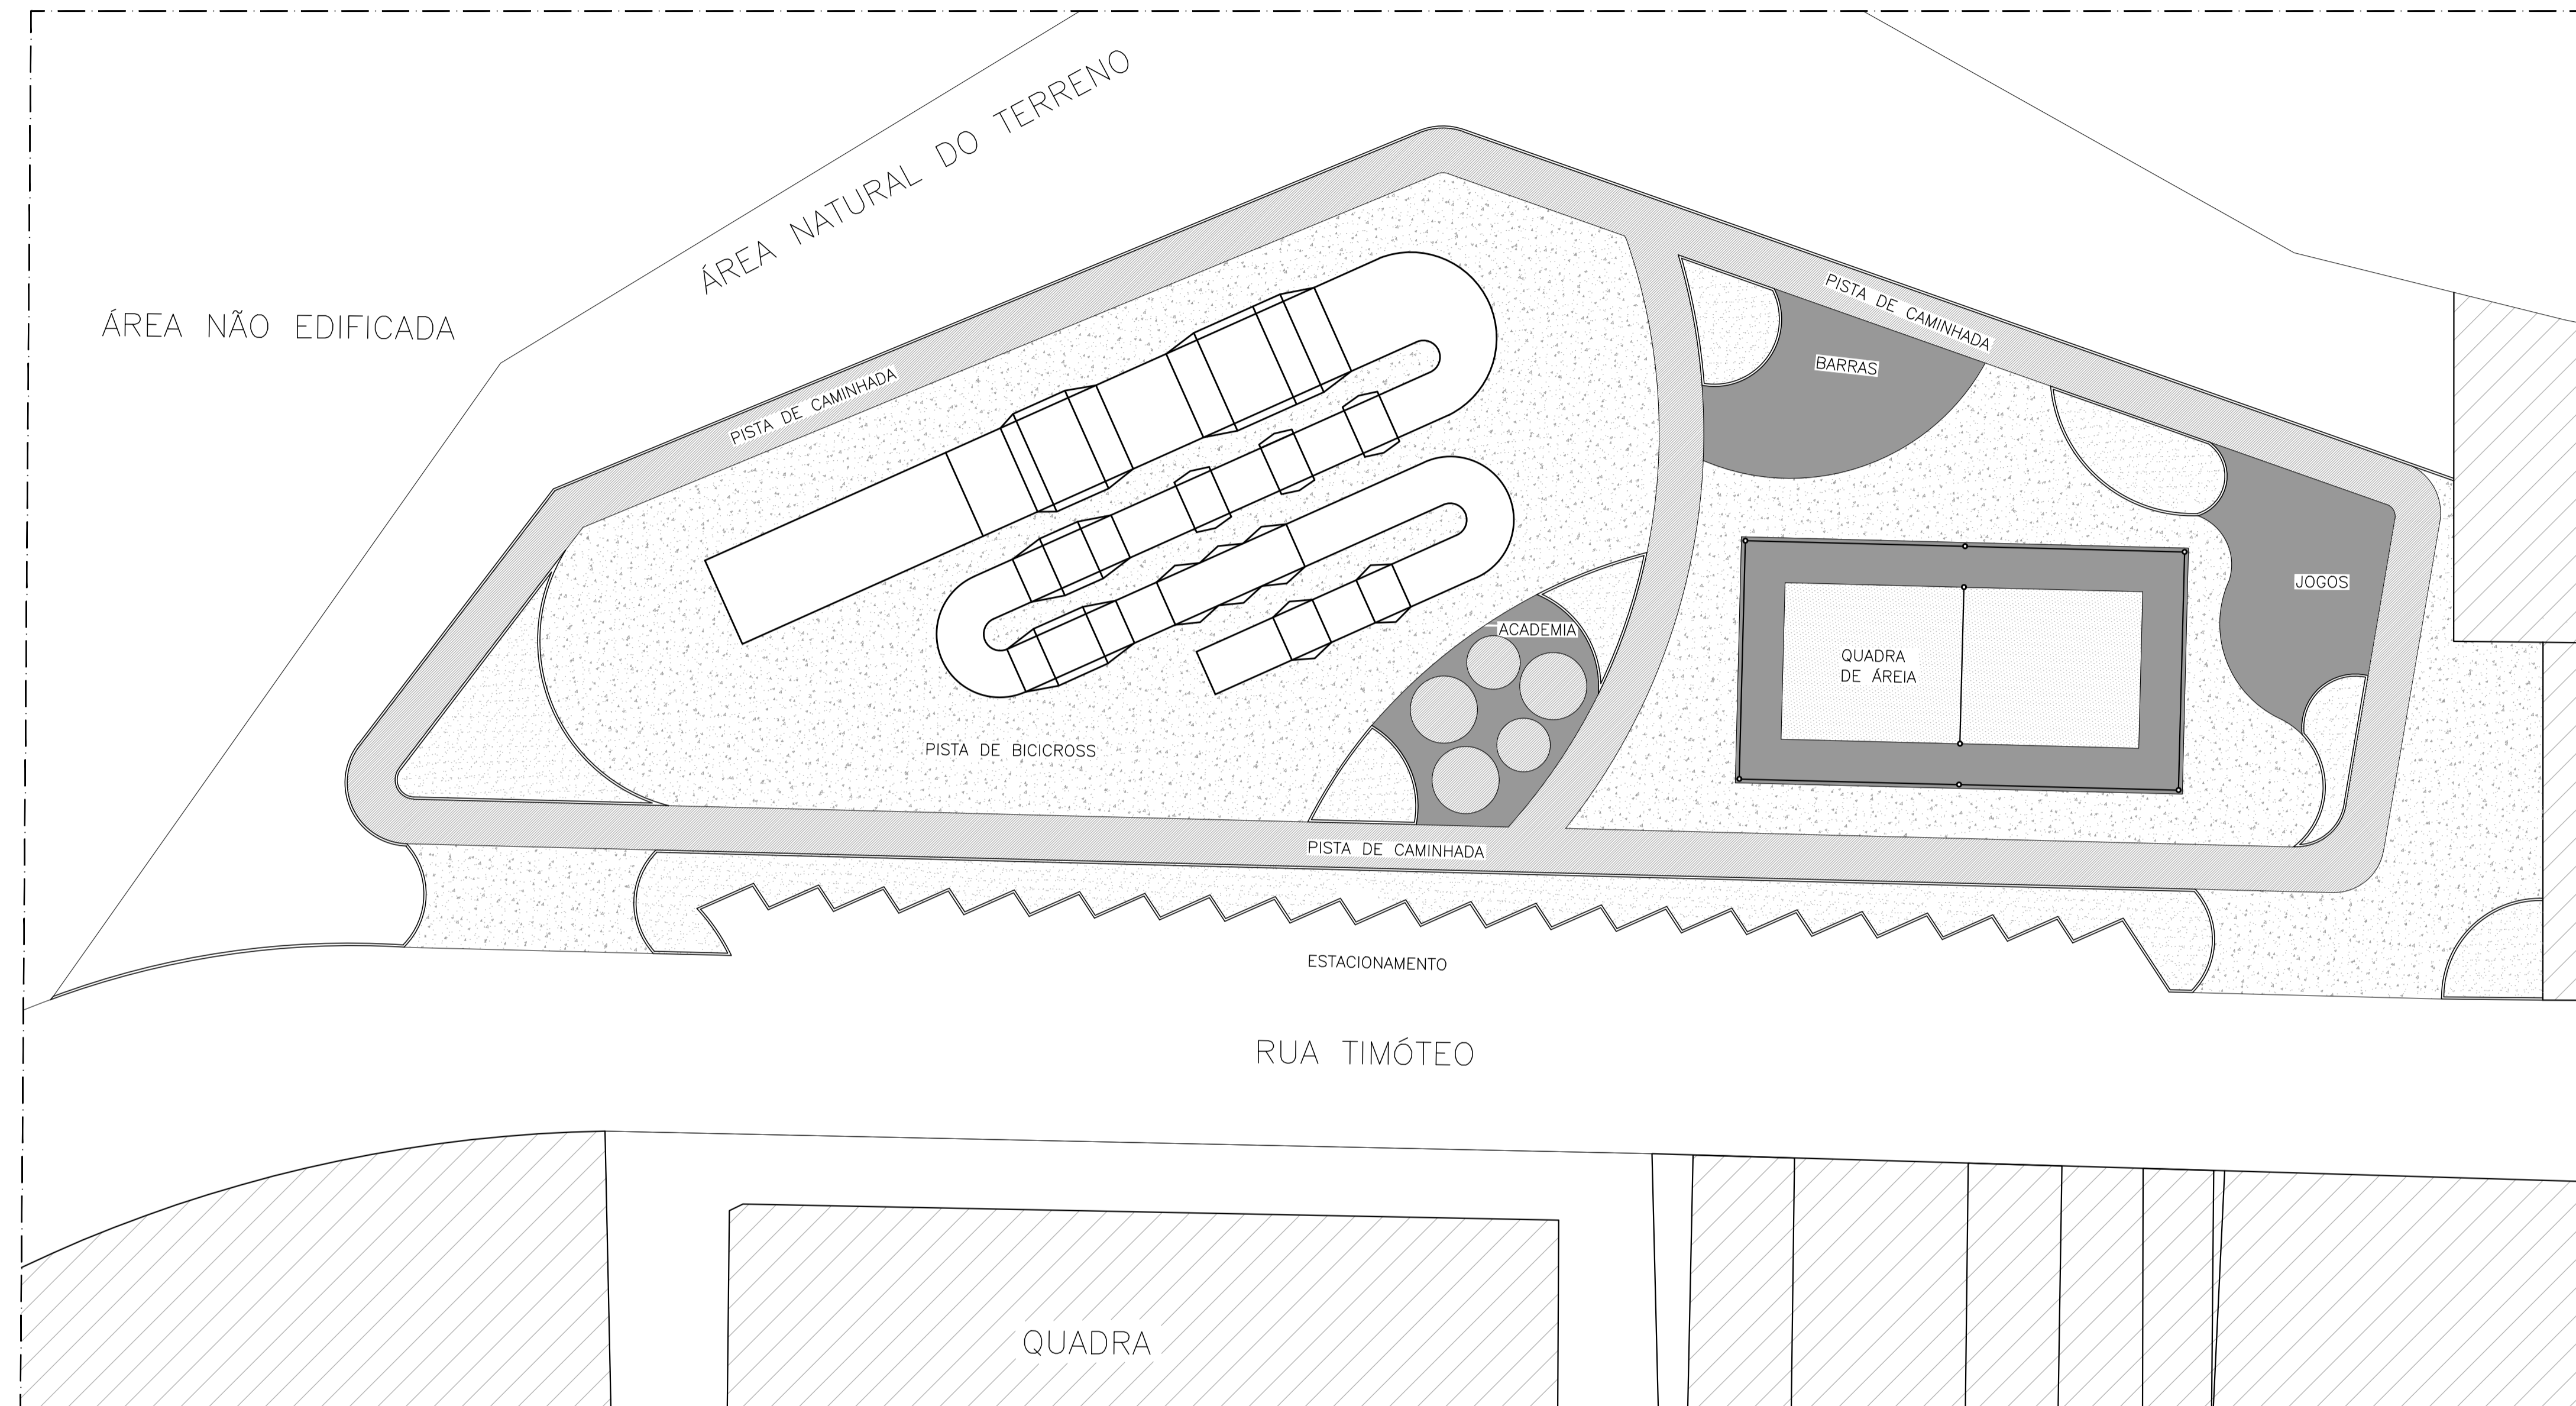 ÁREA NATURAL DO TERRENO
ÁREA NÃO EDIFICADA
PISTA DE CAMINHADA
PISTA DE CAMINHADA
BARRAS
JOGOS
ACADEMIA
QUADRA
DE ÁREIA
PISTA DE BICICROSS
PISTA DE CAMINHADA
ESTACIONAMENTO
RUA TIMÓTEO
QUADRA